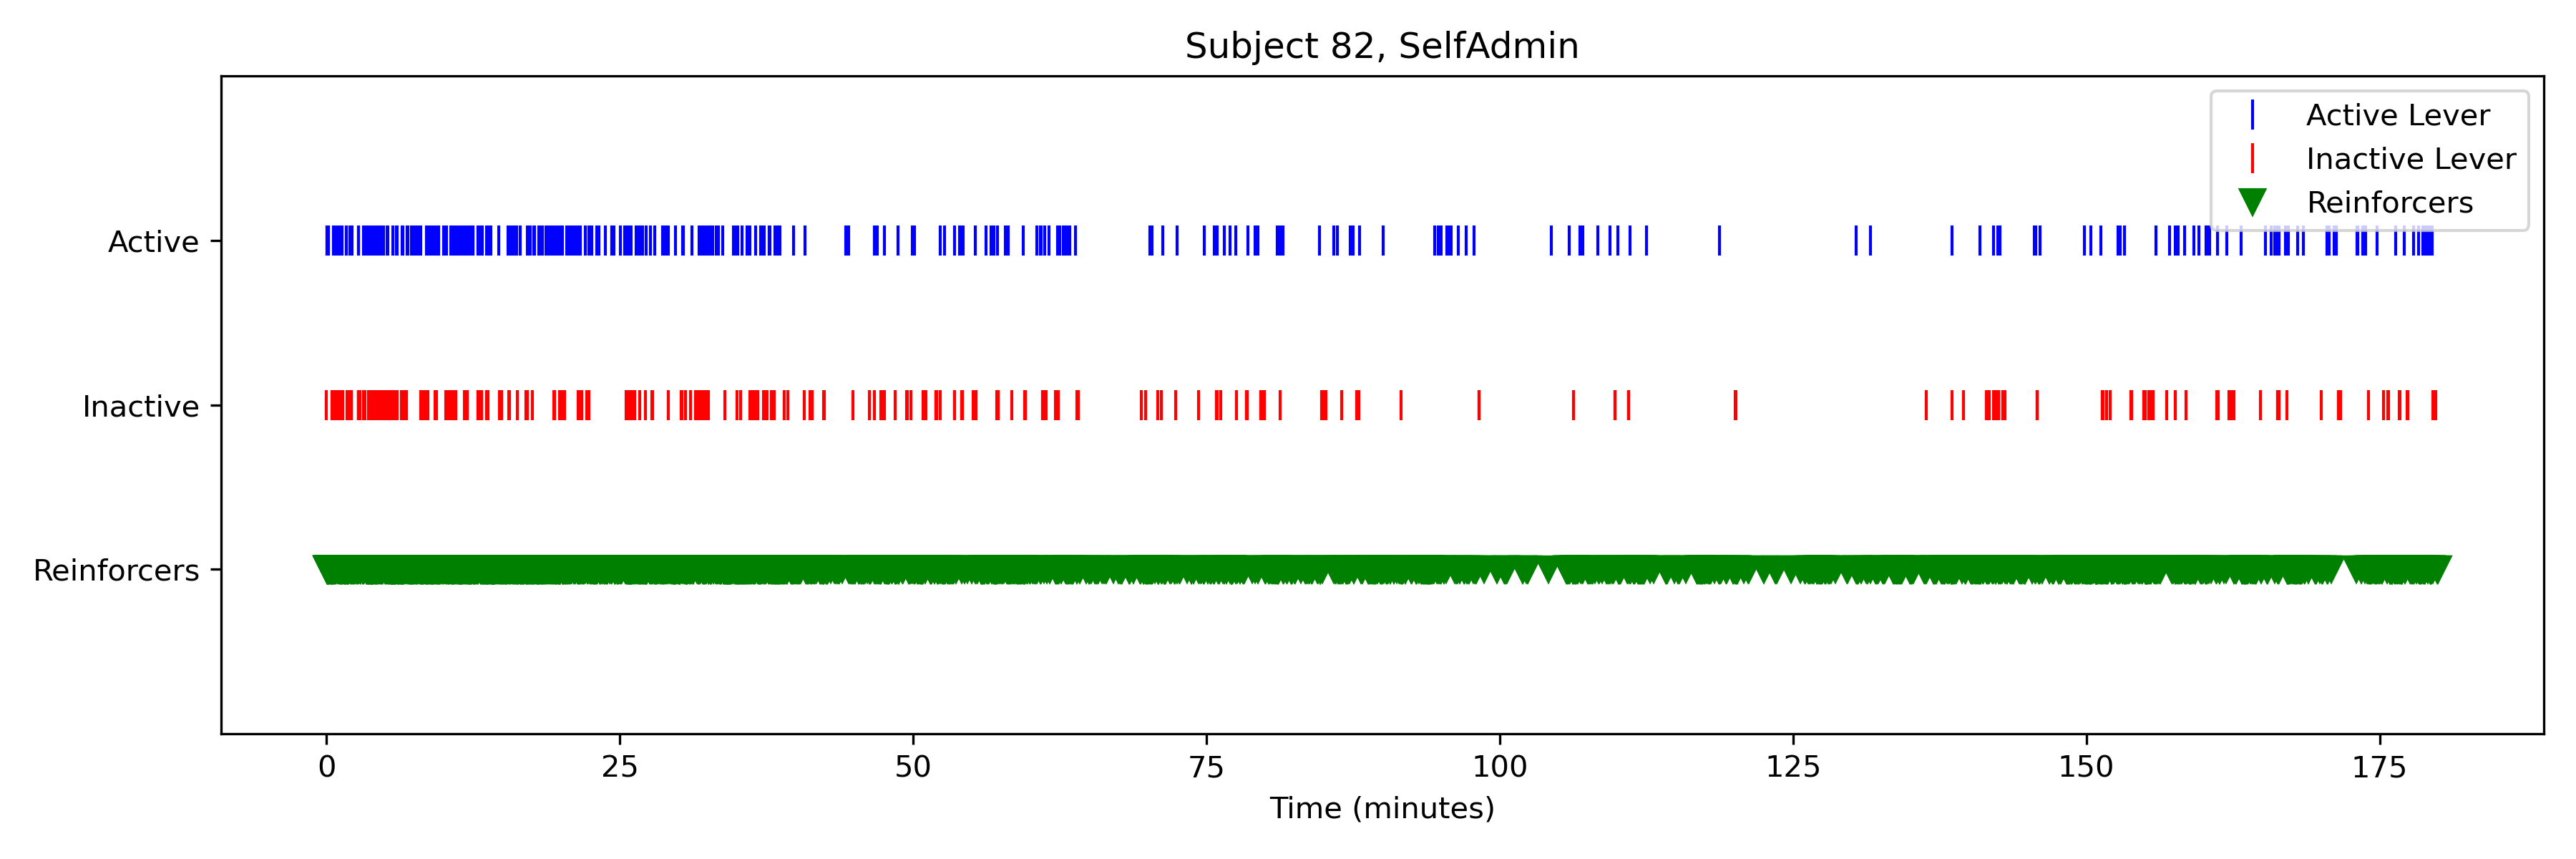 Subject 82, SelfAdmin
Active Lever
Inactive Lever
Reinforcers
Active
Inactive
Reinforcers
0 25 50 75 100 125 150 175
Time (minutes)